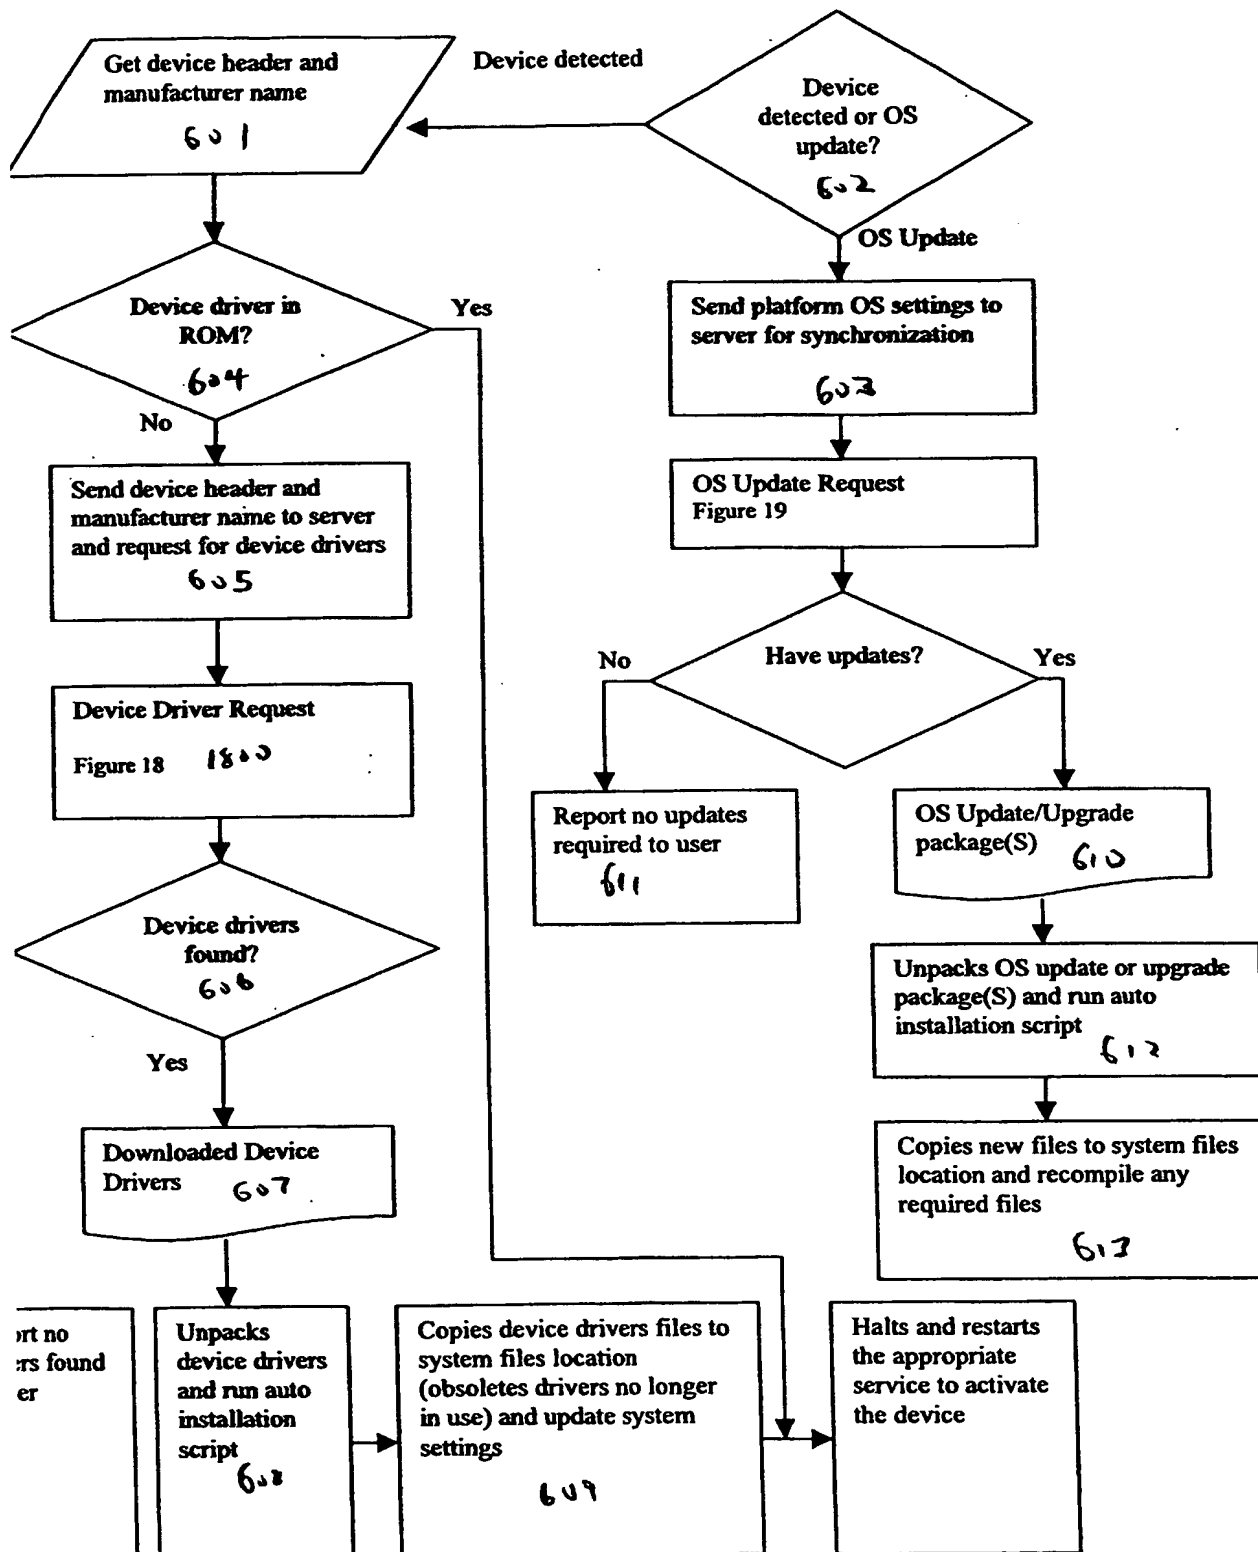 Get device header and
manufacturer name
601
Device detected
Device
detected or OS
update?
602
OS Update
Device driver in
ROM?
604
Yes
No
Send platform OS settings to
server for synchronization
603
OS Update Request
Figure 19
Send device header and
manufacturer name to server
and request for device drivers
605
Device Driver Request
Figure 18 1800
Have updates?
No
Yes
Report no updates
required to user
611
OS Update/Upgrade
package(S)
610
Device drivers
found?
606
Yes
Unpacks OS update or upgrade
package(S) and run auto
installation script
612
Downloaded Device
Drivers
607
Copies new files to system files
location and recompile any
required files
613
ort no
ers found
er
Unpacks
device drivers
and run auto
installation
script
608
Copies device drivers files to
system files location
(obsoletes drivers no longer
in use) and update system
settings
609
Halts and restarts
the appropriate
service to activate
the device